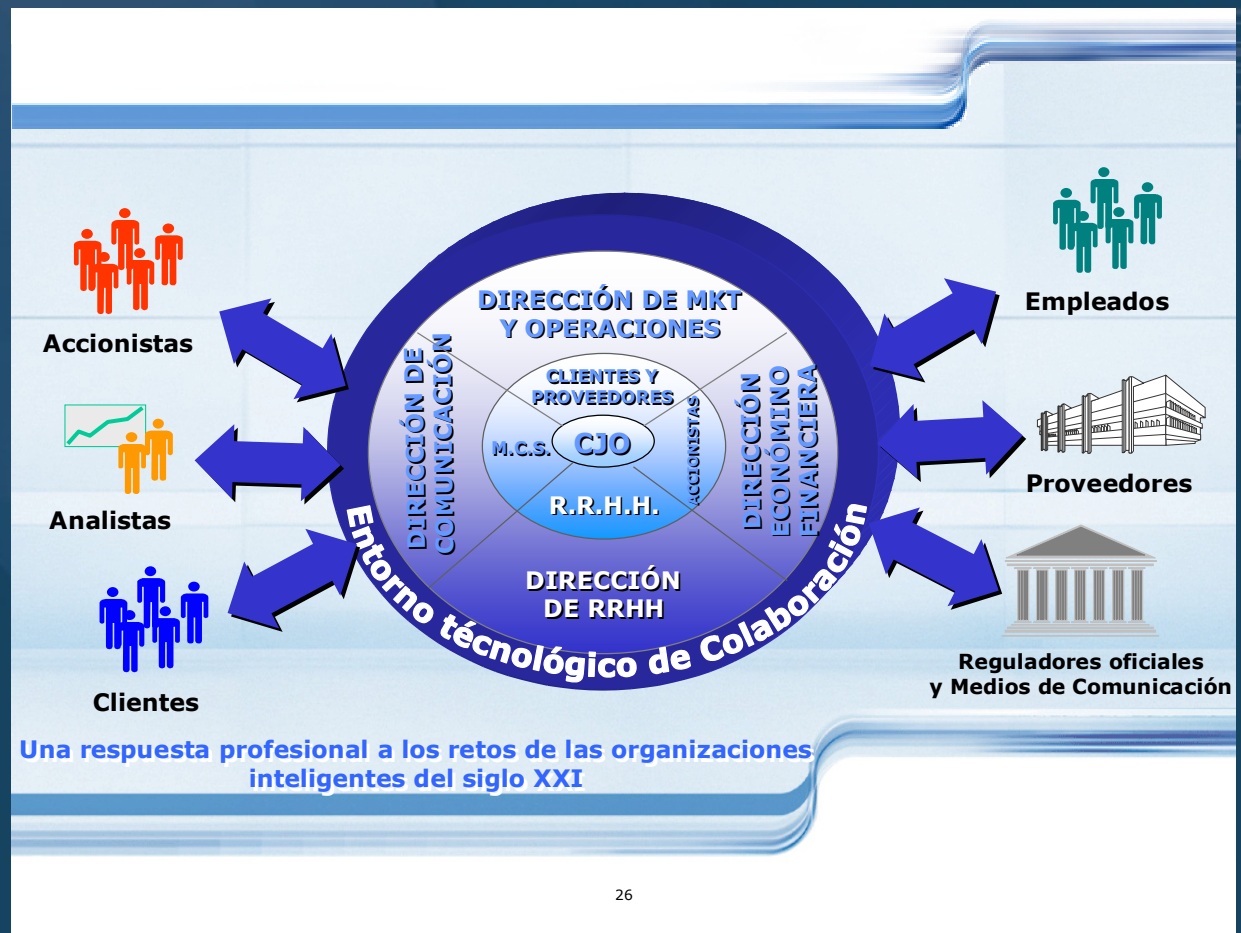 Accionistas
Analistas
Clientes
DIRECCIÓN DE MKT
Y OPERACIONES
DIRECCIÓN DE
COMUNICACIÓN
CLIENTES Y
PROVEEDORES
M.C.S.
CJO
ACCIONISTAS
R.R.H.H.
DIRECCIÓN
ECONÓMINO
FINANCIERA
DIRECCIÓN
DE RRHH
Entorno técnológico de Colaboración
Empleados
Proveedores
Reguladores oficiales
y Medios de Comunicación
Una respuesta profesional a los retos de las organizaciones
inteligentes del siglo XXI
26